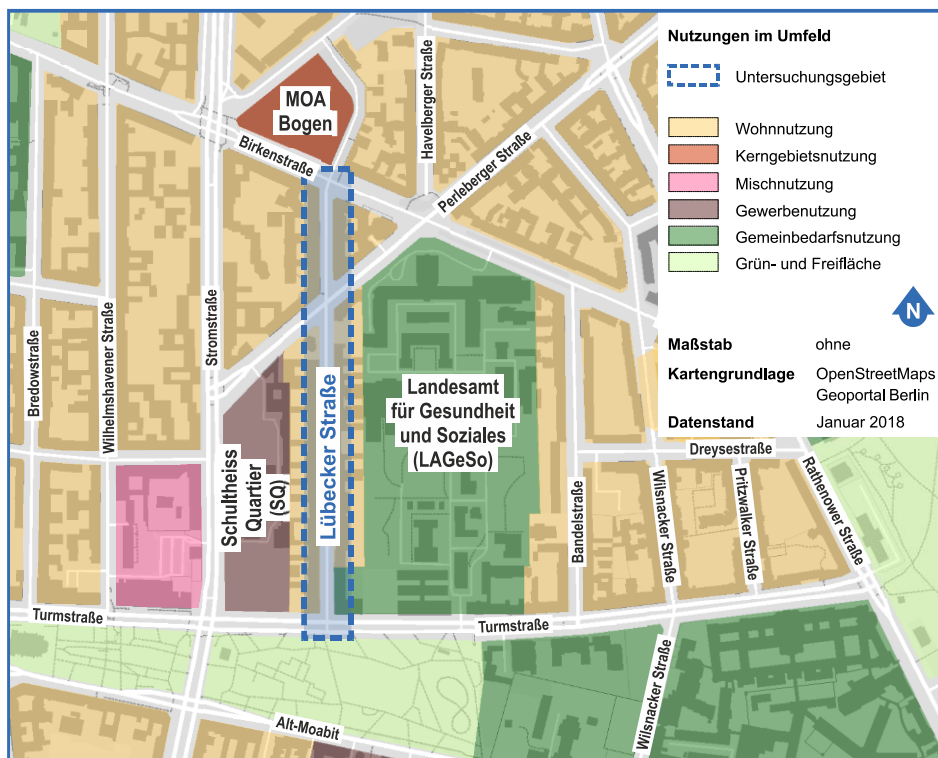 Nutzungen im Umfeld
Untersuchungsgebiet
Wohnnutzung
Kerngebietsnutzung
Mischnutzung
Gewerbenutzung
Gemeinbedarfsnutzung
Grün- und Freifläche
N
Maßstab ohne
Kartengrundlage OpenStreetMaps
Geoportal Berlin
Datenstand Januar 2018
MOA
Bogen
Birkenstraße
Havelberger Straße
Perleberger Straße
Bredowstraße
Wilhelmshavener Straße
Stromstraße
Schultheiss
Quartier
(SQ)
Lübecker Straße
Landesamt
für Gesundheit
und Soziales
(LAGeSo)
Bandelstraße
Dreysestraße
Wilsnacker Straße
Pritzwalker Straße
Rathenower Straße
Turmstraße
Turmstraße
Wilsnacker Straße
Alt-Moabit